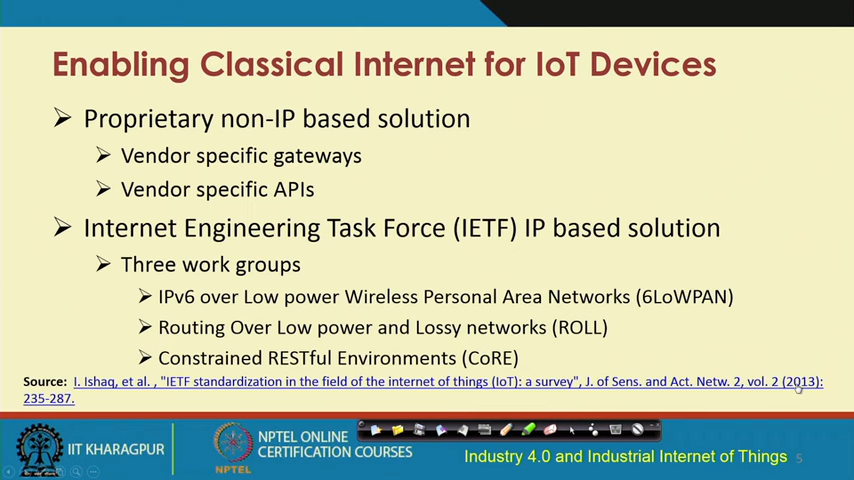 Enabling Classical Internet for IoT Devices
Proprietary non-IP based solution
Vendor specific gateways
Vendor specific APIs
Internet Engineering Task Force (IETF) IP based solution
Three work groups
IPv6 over Low power Wireless Personal Area Networks (6LoWPAN)
Routing Over Low power and Lossy networks (ROLL)
Constrained RESTful Environments (CoRE)
Source: I. Ishaq, et al. , "IETF standardization in the field of the internet of things (IoT): a survey", J. of Sens. and Act. Netw. 2, vol. 2 (2013):
235-287.
IIT KHARAGPUR
NPTEL
NPTEL ONLINE
CERTIFICATION COURSES
Industry 4.0 and Industrial Internet of Things
5